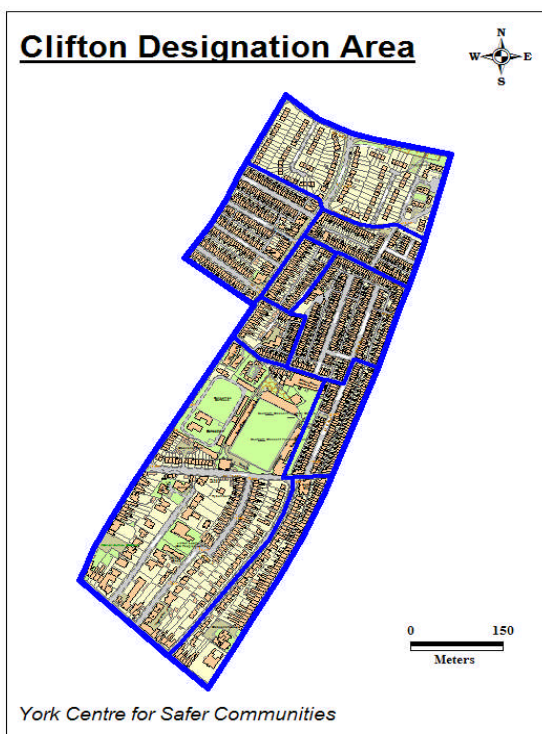 Clifton Designation Area
N
W E
S
0 150
Meters
York Centre for Safer Communities